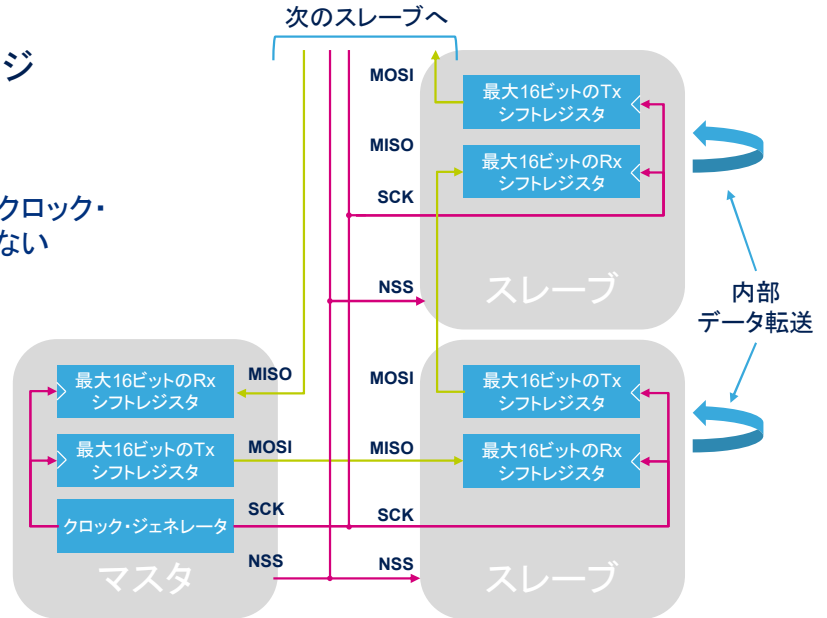 次のスレーブへ
ジ
クロック・
ない
MOSI
最大16ビットのTx
シフトレジスタ
MISO
最大16ビットのRx
シフトレジスタ
SCK
NSS
スレーブ
内部
データ転送
最大16ビットのRx
シフトレジスタ
MISO
MOSI
最大16ビットのTx
シフトレジスタ
最大16ビットのTx
シフトレジスタ
MOSI
MISO
最大16ビットのRx
シフトレジスタ
クロック・ジェネレータ
SCK
SCK
NSS
NSS
マスタ
スレーブ